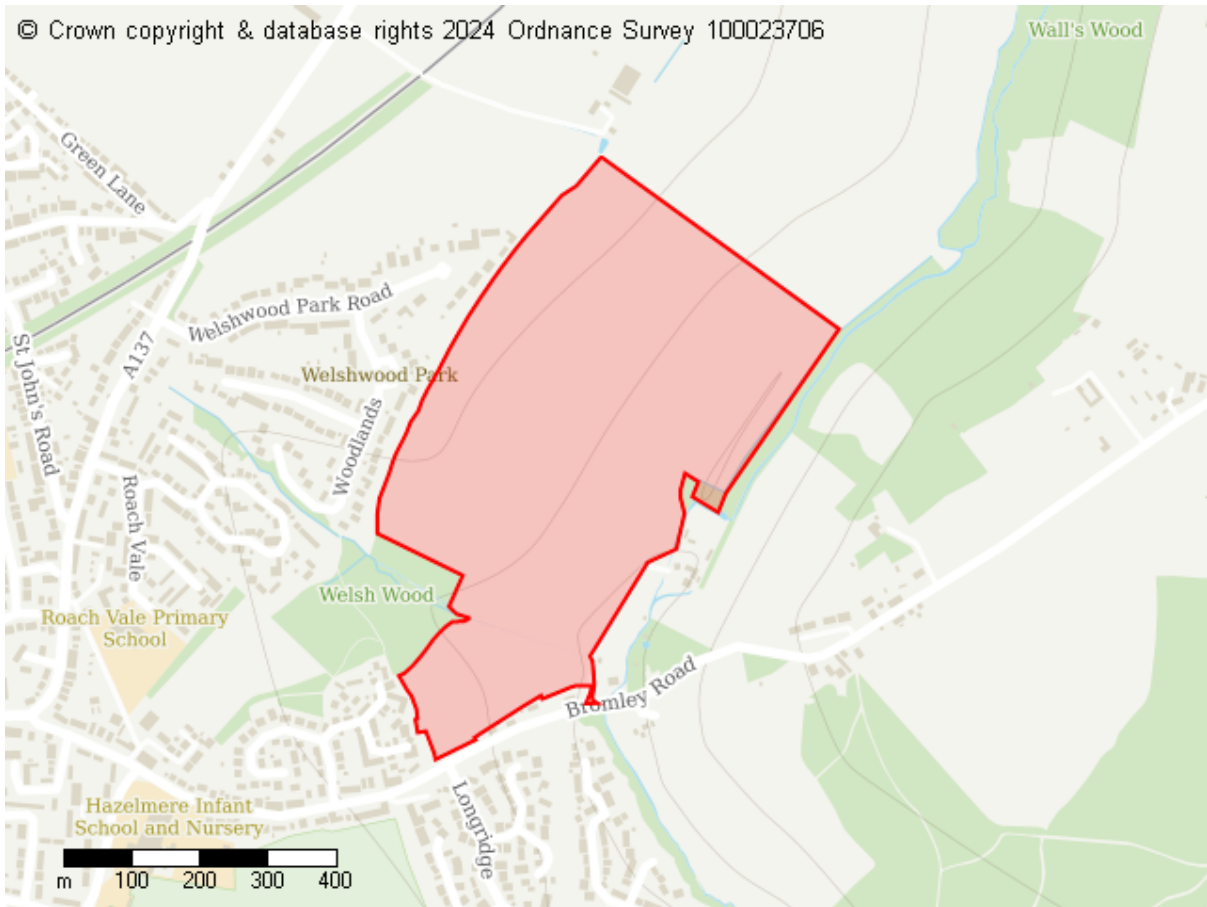 © Crown copyright & database rights 2024 Ordnance Survey 100023706
Wall's Wood
Green Lane
Welshwood Park Road
A137
St John's Road
Welshwood Park
Woodlands
Roach Vale
Welsh Wood
Roach Vale Primary
School
Bromley Road
Longridge
Hazelmere Infant
School and Nursery
m 100 200 300 400